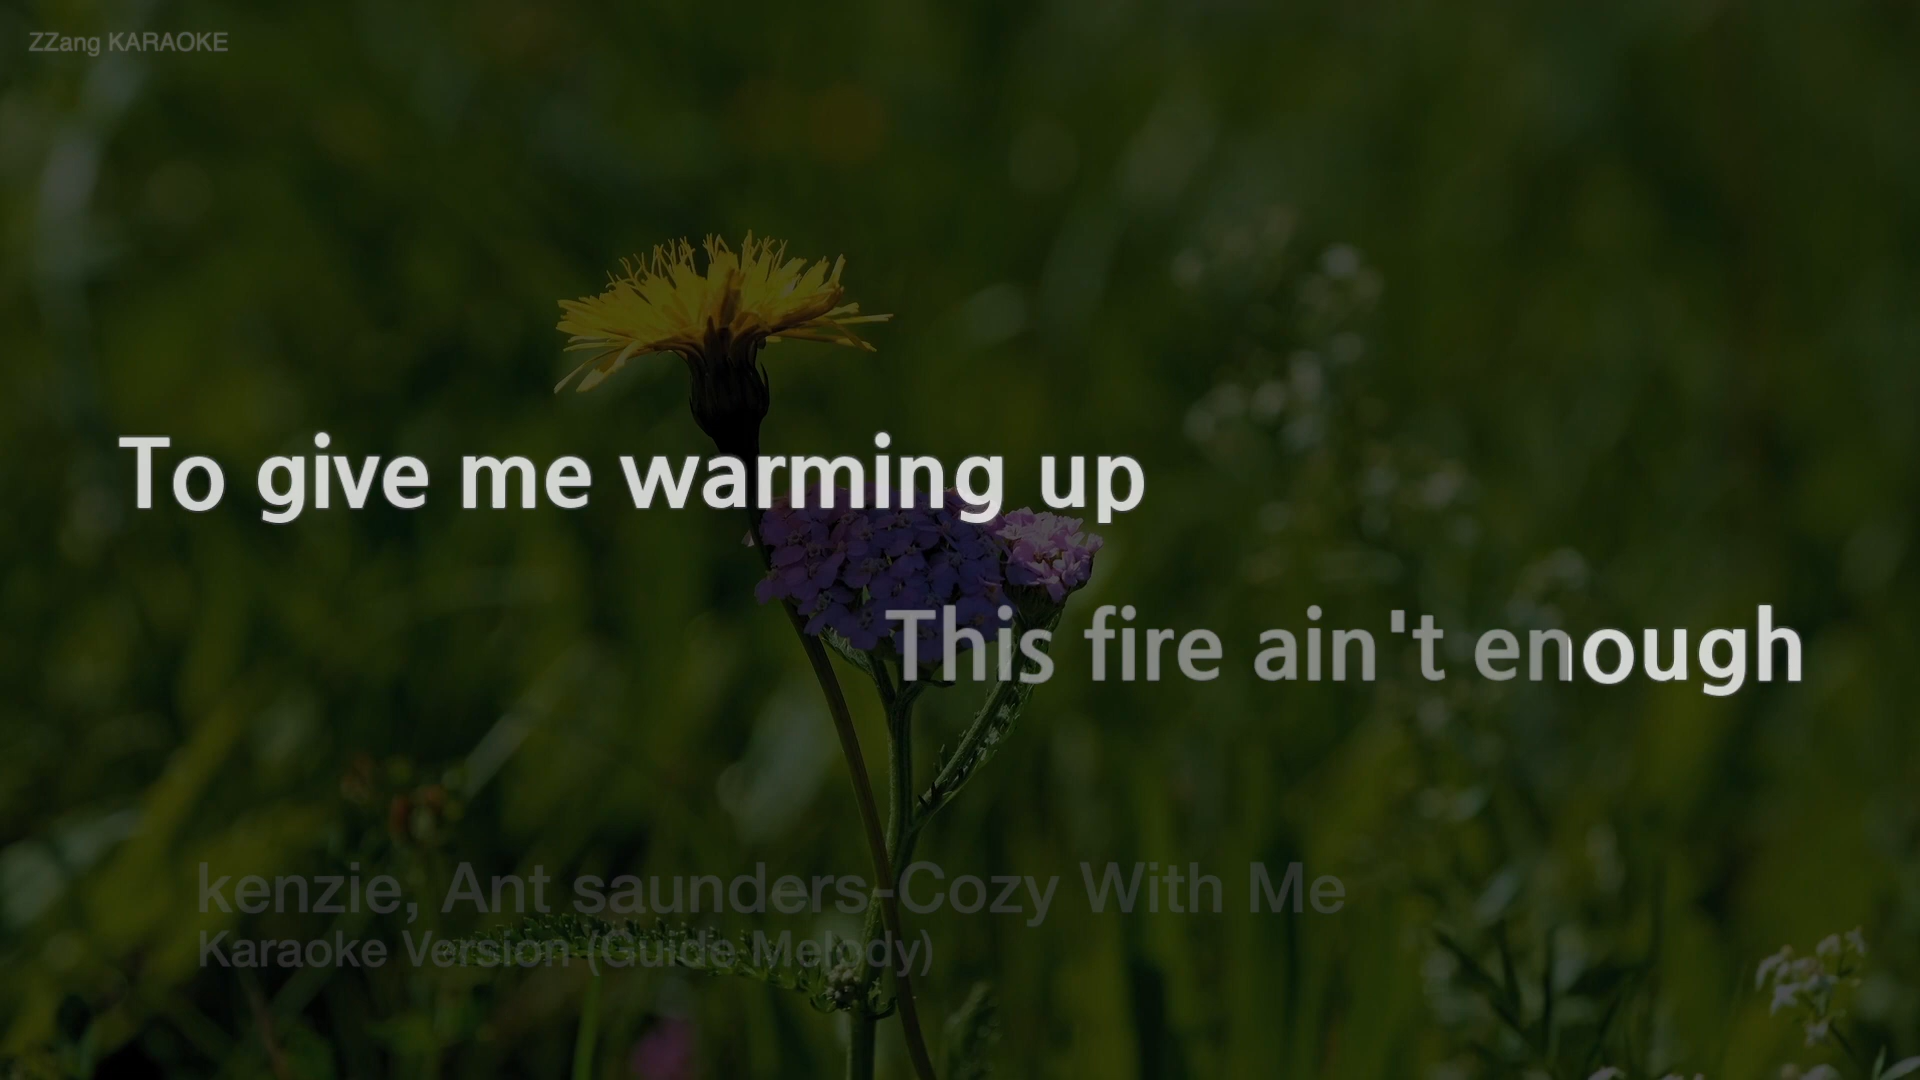 ZZang KARAOKE
To give me warming up
This fire ain't enough
kenzie, Ant saunders-Cozy With Me
Karaoke Version (Guide Melody)